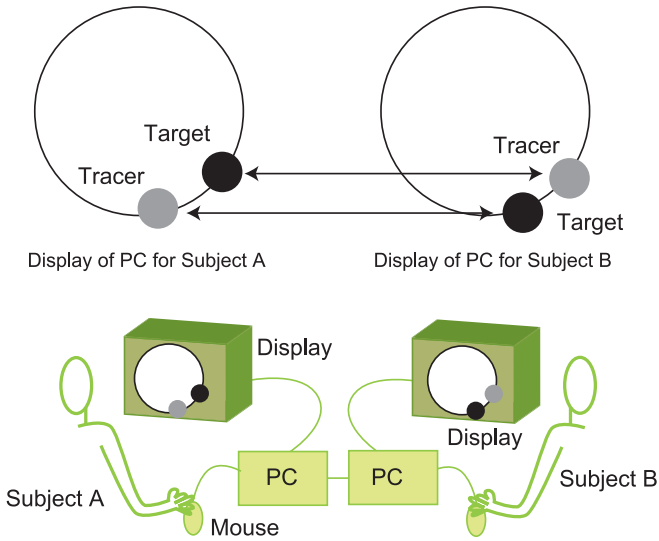 Target
Tracer
Tracer
Target
Display of PC for Subject A
Display of PC for Subject B
Display
Display
PC
PC
Subject A
Subject B
Mouse